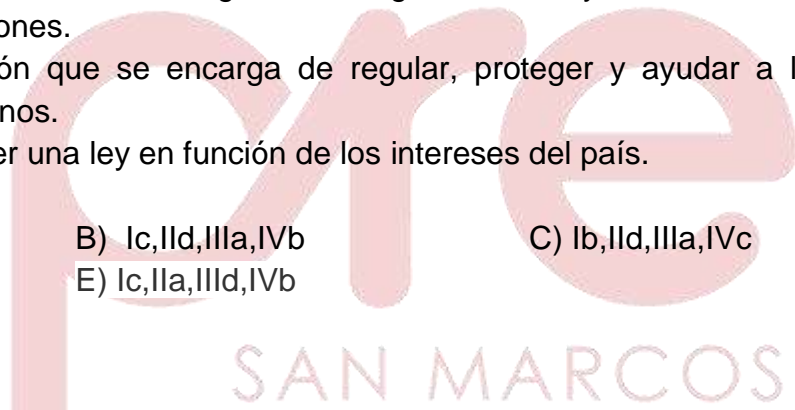 ones.
ón que se encarga de regular, proteger y ayudar a l
nos.
er una ley en función de los intereses del país.
B) Ic,IId,IIIa,IVb C) Ib,IId,IIIa,IVc
E) Ic,IIa,IIId,IVb
pre
SAN MARCOS